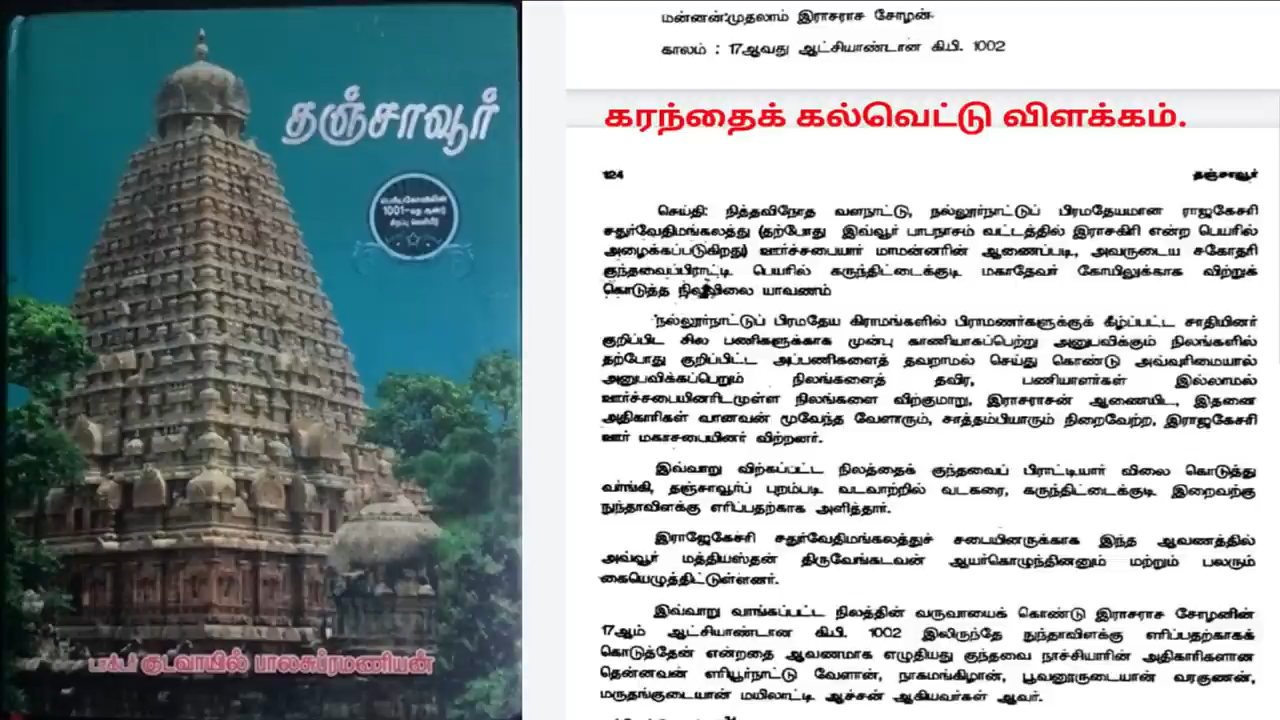 தஞ்சாவூர்
பெரியகோயிலின்
1001-வது ஆண்டு
சிறப்பு வெளியீடு
டாக்டர் குடவாயில் பாலசுப்ரமணியன்
மன்னன்:முதலாம் இராசராச சோழன்
காலம் : 17ஆவது ஆட்சியாண்டான கி.பி. 1002
கரந்தைக் கல்வெட்டு விளக்கம்.
124 தஞ்சாவூர்
செய்தி: நித்தவிநோத வளநாட்டு, நல்லூர்நாட்டுப் பிரமதேயமான ராஜகேசரி
சதுர்வேதிமங்கலத்து (தற்போது இவ்வூர் பாபநாசம் வட்டத்தில் இராசகிரி என்ற பெயரில்
அழைக்கப்படுகிறது) ஊர்ச்சபையார் மாமன்னரின் ஆணைப்படி, அவருடைய சகோதரி
குந்தவைப்பிராட்டி பெயரில் கருந்திட்டைக்குடி மகாதேவர் கோயிலுக்காக விற்றுக்
கொடுத்த நிலவிலை யாவணம்
'நல்லூர்நாட்டுப் பிரமதேய கிராமங்களில் பிராமணர்களுக்குக் கீழ்ப்பட்ட சாதியினர்
குறிப்பிட சில பணிகளுக்காக முன்பு காணியாகப்பெற்று அனுபவிக்கும் நிலங்களில்
தற்போது குறிப்பிட்ட அப்பணிகளைத் தவறாமல் செய்து கொண்டு அவ்வுரிமையால்
அனுபவிக்கப்பெறும் நிலங்களைத் தவிர, பணியாளர்கள் இல்லாமல்
ஊர்ச்சபையினரிடமுள்ள நிலங்களை விற்குமாறு, இராசராசன் ஆணையிட, இதனை
அதிகாரிகள் வானவன் மூவேந்த வேளாரும், சாத்தம்பியாரும் நிறைவேற்ற, இராஜகேசரி
ஊர் மகாசபையினர் விற்றனர்.
இவ்வாறு விற்கப்பட்ட நிலத்தைக் குந்தவைப் பிராட்டியார் விலை கொடுத்து
வாங்கி, தஞ்சாவூர்ப் புறம்படி வடவாற்றில் வடகரை, கருந்திட்டைக்குடி இறைவற்கு
நுந்தாவிளக்கு எரிப்பதற்காக அளித்தார்.
இராஜேகேசரி சதுர்வேதிமங்கலத்துச் சபையினருக்காக இந்த ஆவணத்தில்
அவ்வூர் மத்தியஸ்தன் திருவேங்கடவன் ஆயர்கொழுந்தினனும் மற்றும் பலரும்
கையெழுத்திட்டுள்ளனர்.
இவ்வாறு வாங்கப்பட்ட நிலத்தின் வருவாயைக் கொண்டு இராசராச சோழனின்
17ஆம் ஆட்சியாண்டான கி.பி. 1002 இலிருந்தே நுந்தாவிளக்கு எரிப்பதற்காகக்
கொடுத்தேன் என்றதை ஆவணமாக எழுதியது குந்தவை நாச்சியாரின் அதிகாரிகளான
தென்னவன் எரியூர்நாட்டு வேளான், நாகமங்கிழான், பூவனூருடையான் வரகுணன்,
மருதங்குடையான் மயிலாட்டி ஆச்சன் ஆகியவர்கள் ஆவர்.